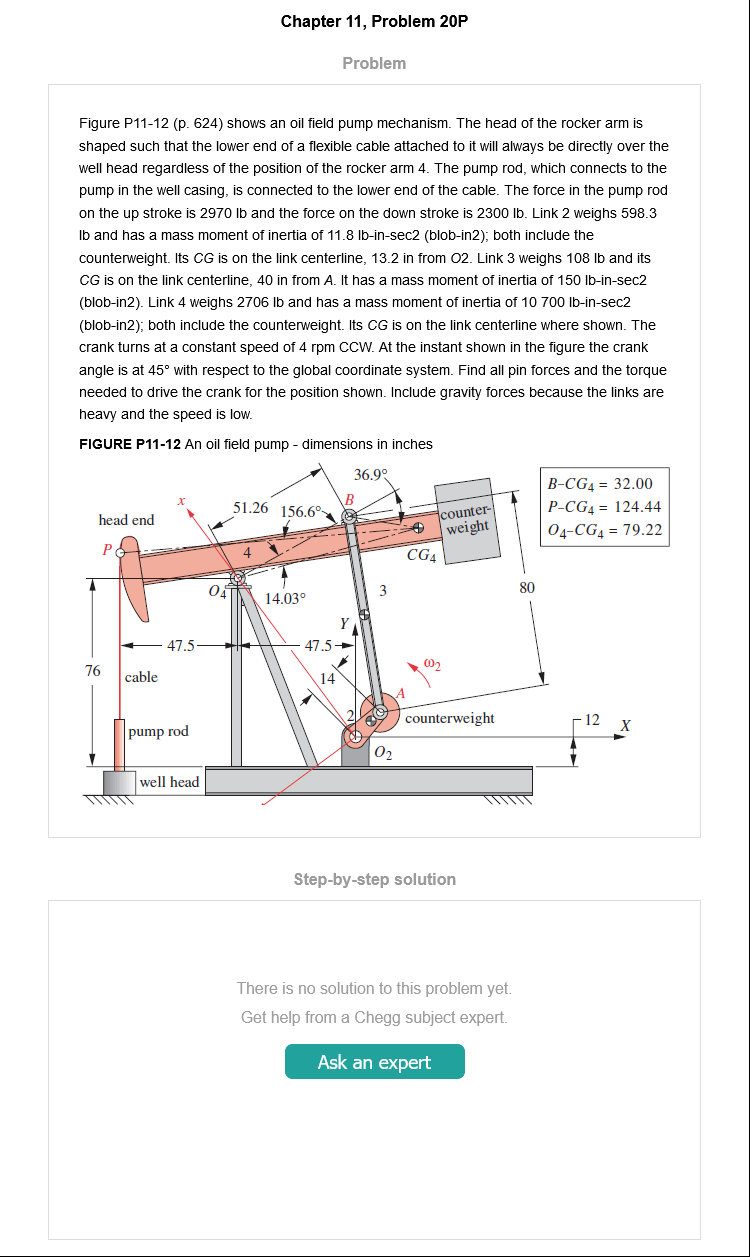 Chapter 11, Problem 20P
Problem
Figure P11-12 (p. 624) shows an oil field pump mechanism. The head of the rocker arm is
shaped such that the lower end of a flexible cable attached to it will always be directly over the
well head regardless of the position of the rocker arm 4. The pump rod, which connects to the
pump in the well casing, is connected to the lower end of the cable. The force in the pump rod
on the up stroke is 2970 lb and the force on the down stroke is 2300 lb. Link 2 weighs 598.3
lb and has a mass moment of inertia of 11.8 lb-in-sec2 (blob-in2); both include the
counterweight. Its CG is on the link centerline, 13.2 in from O2. Link 3 weighs 108 lb and its
CG is on the link centerline, 40 in from A. It has a mass moment of inertia of 150 lb-in-sec2
(blob-in2). Link 4 weighs 2706 lb and has a mass moment of inertia of 10 700 lb-in-sec2
(blob-in2); both include the counterweight. Its CG is on the link centerline where shown. The
crank turns at a constant speed of 4 rpm CCW. At the instant shown in the figure the crank
angle is at 45° with respect to the global coordinate system. Find all pin forces and the torque
needed to drive the crank for the position shown. Include gravity forces because the links are
heavy and the speed is low.
FIGURE P11-12 An oil field pump - dimensions in inches
36.9°
B-CG4 = 32.00
P-CG4 = 124.44
O4-CG4 = 79.22
x
51.26
156.6°
B
counter-
weight
head end
P
4
CG4
O4
14.03°
3
80
Y
47.5
47.5
76
cable
14
ω2
A
2
counterweight
12
X
pump rod
O2
well head
Step-by-step solution
There is no solution to this problem yet.
Get help from a Chegg subject expert.
Ask an expert